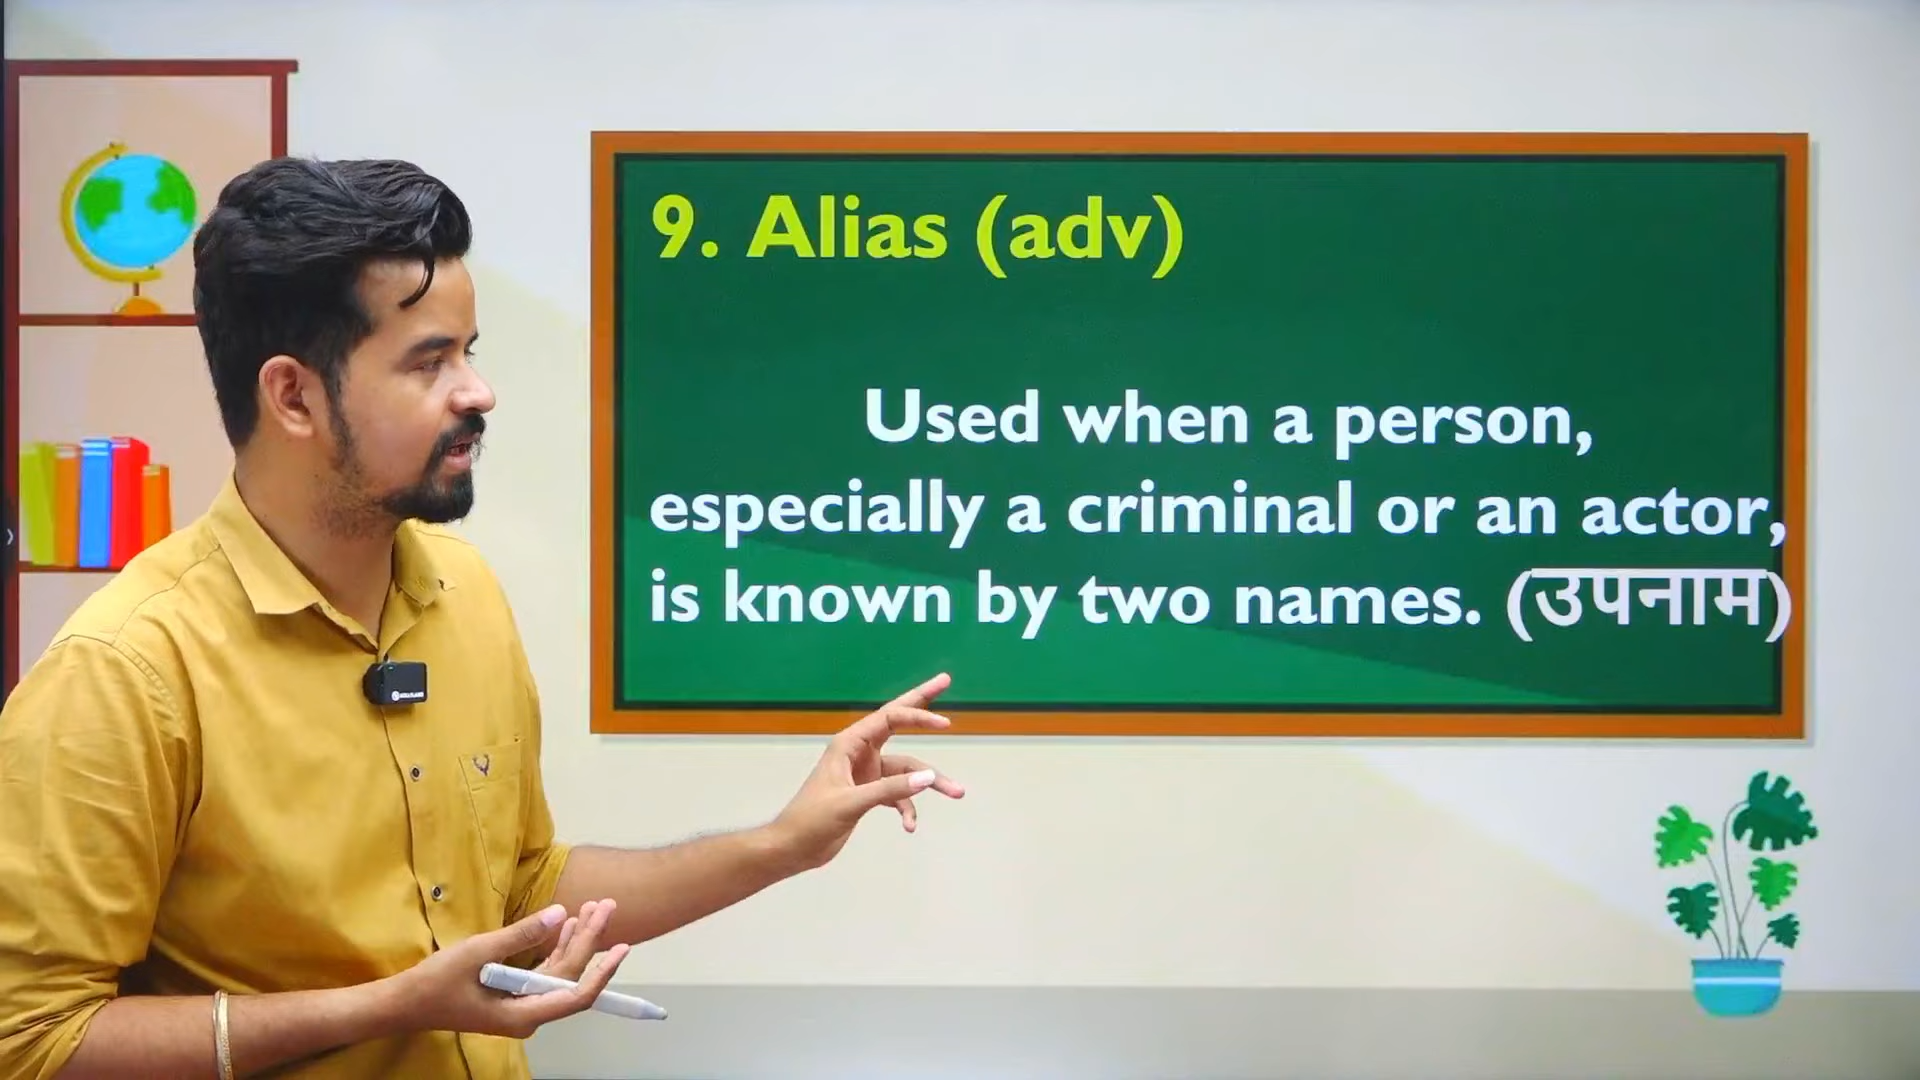 9. Alias (adv)
Used when a person,
especially a criminal or an actor,
is known by two names. (उपनाम)